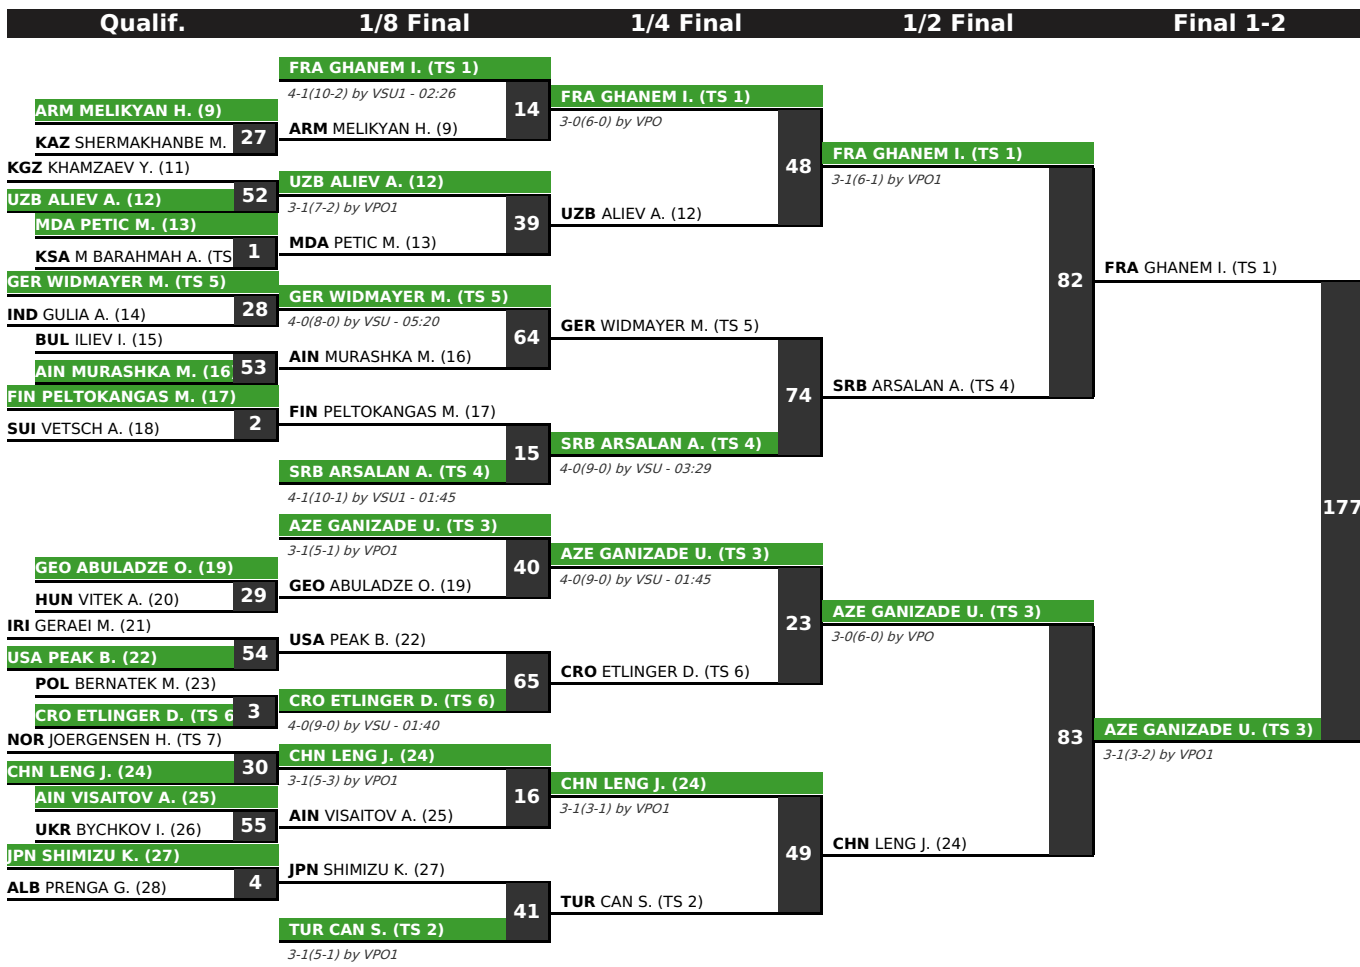 Qualif.
1/8 Final
1/4 Final
1/2 Final
Final 1-2
ARM MELIKYAN H. (9)
KAZ SHERMAKHANBE M.
27
KGZ KHAMZAEV Y. (11)
UZB ALIEV A. (12)
52
MDA PETIC M. (13)
KSA M BARAHMAH A. (TS
1
GER WIDMAYER M. (TS 5)
IND GULIA A. (14)
28
BUL ILIEV I. (15)
AIN MURASHKA M. (16
53
FIN PELTOKANGAS M. (17)
SUI VETSCH A. (18)
2
GEO ABULADZE O. (19)
HUN VITEK A. (20)
29
IRI GERAEI M. (21)
USA PEAK B. (22)
54
POL BERNATEK M. (23)
CRO ETLINGER D. (TS 6
3
NOR JOERGENSEN H. (TS 7)
CHN LENG J. (24)
30
AIN VISAITOV A. (25)
UKR BYCHKOV I. (26)
55
JPN SHIMIZU K. (27)
ALB PRENGA G. (28)
4
FRA GHANEM I. (TS 1)
4-1(10-2) by VSU1 - 02:26
ARM MELIKYAN H. (9)
14
UZB ALIEV A. (12)
3-1(7-2) by VPO1
MDA PETIC M. (13)
39
GER WIDMAYER M. (TS 5)
4-0(8-0) by VSU - 05:20
AIN MURASHKA M. (16)
64
FIN PELTOKANGAS M. (17)
15
SRB ARSALAN A. (TS 4)
4-1(10-1) by VSU1 - 01:45
AZE GANIZADE U. (TS 3)
3-1(5-1) by VPO1
GEO ABULADZE O. (19)
40
USA PEAK B. (22)
65
CRO ETLINGER D. (TS 6)
4-0(9-0) by VSU - 01:40
CHN LENG J. (24)
3-1(5-3) by VPO1
AIN VISAITOV A. (25)
16
JPN SHIMIZU K. (27)
41
TUR CAN S. (TS 2)
3-1(5-1) by VPO1
FRA GHANEM I. (TS 1)
3-0(6-0) by VPO
48
UZB ALIEV A. (12)
GER WIDMAYER M. (TS 5)
74
SRB ARSALAN A. (TS 4)
4-0(9-0) by VSU - 03:29
AZE GANIZADE U. (TS 3)
4-0(9-0) by VSU - 01:45
23
CRO ETLINGER D. (TS 6)
CHN LENG J. (24)
3-1(3-1) by VPO1
49
TUR CAN S. (TS 2)
FRA GHANEM I. (TS 1)
3-1(6-1) by VPO1
82
SRB ARSALAN A. (TS 4)
AZE GANIZADE U. (TS 3)
3-0(6-0) by VPO
83
CHN LENG J. (24)
FRA GHANEM I. (TS 1)
177
AZE GANIZADE U. (TS 3)
3-1(3-2) by VPO1